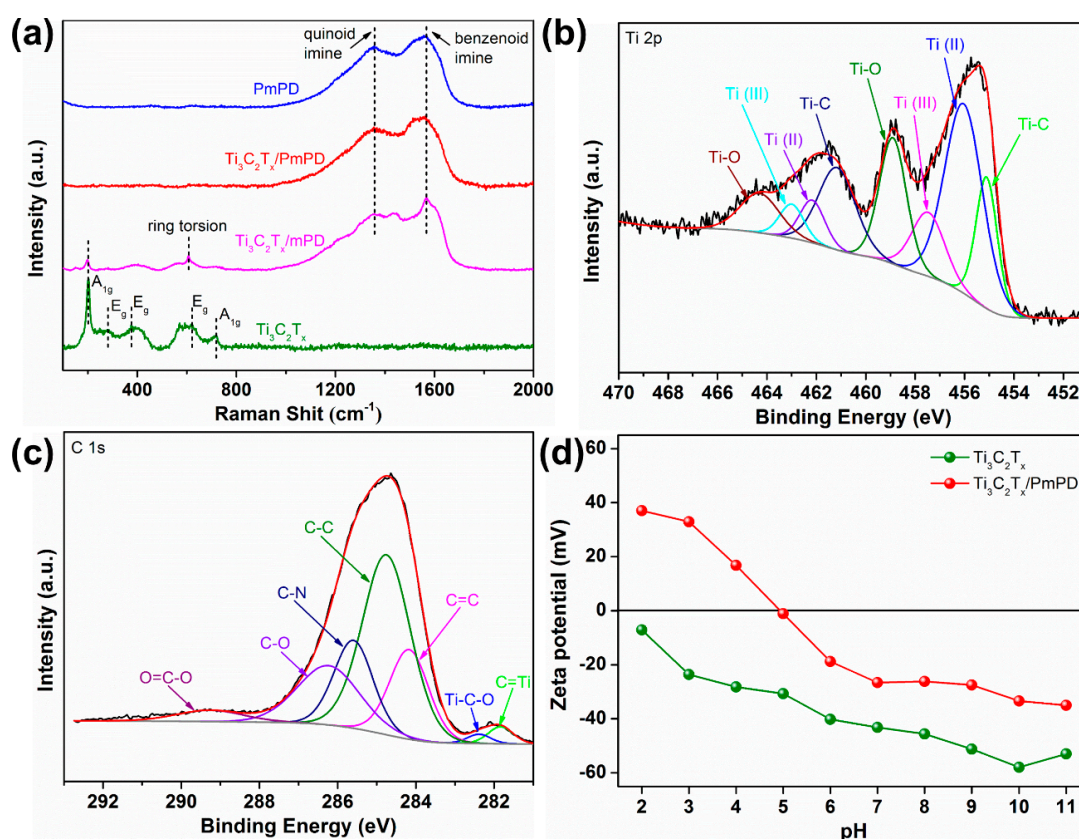 (a)
quinoid
imine
benzenoid
imine
PmPD
Ti₃C₂Tₓ/PmPD
ring torsion
Ti₃C₂Tₓ/mPD
A₁g
E_g
E_g
E_g
A₁g
Ti₃C₂Tₓ
Intensity (a.u.)
400 800 1200 1600 2000
Raman Shit (cm⁻¹)
(b)
Ti 2p
Ti (II)
Ti-O
Ti (III)
Ti-C
Ti (III)
Ti (II)
Ti-C
Ti-O
Intensity (a.u.)
470 468 466 464 462 460 458 456 454 452
Binding Energy (eV)
(c)
C 1s
C-C
C-N
C=C
C-O
O=C-O
Ti-C-O
C=Ti
Intensity (a.u.)
292 290 288 286 284 282
Binding Energy (eV)
(d)
Ti₃C₂Tₓ
Ti₃C₂Tₓ/PmPD
60
40
20
0
-20
-40
-60
Zeta potential (mV)
2 3 4 5 6 7 8 9 10 11
pH